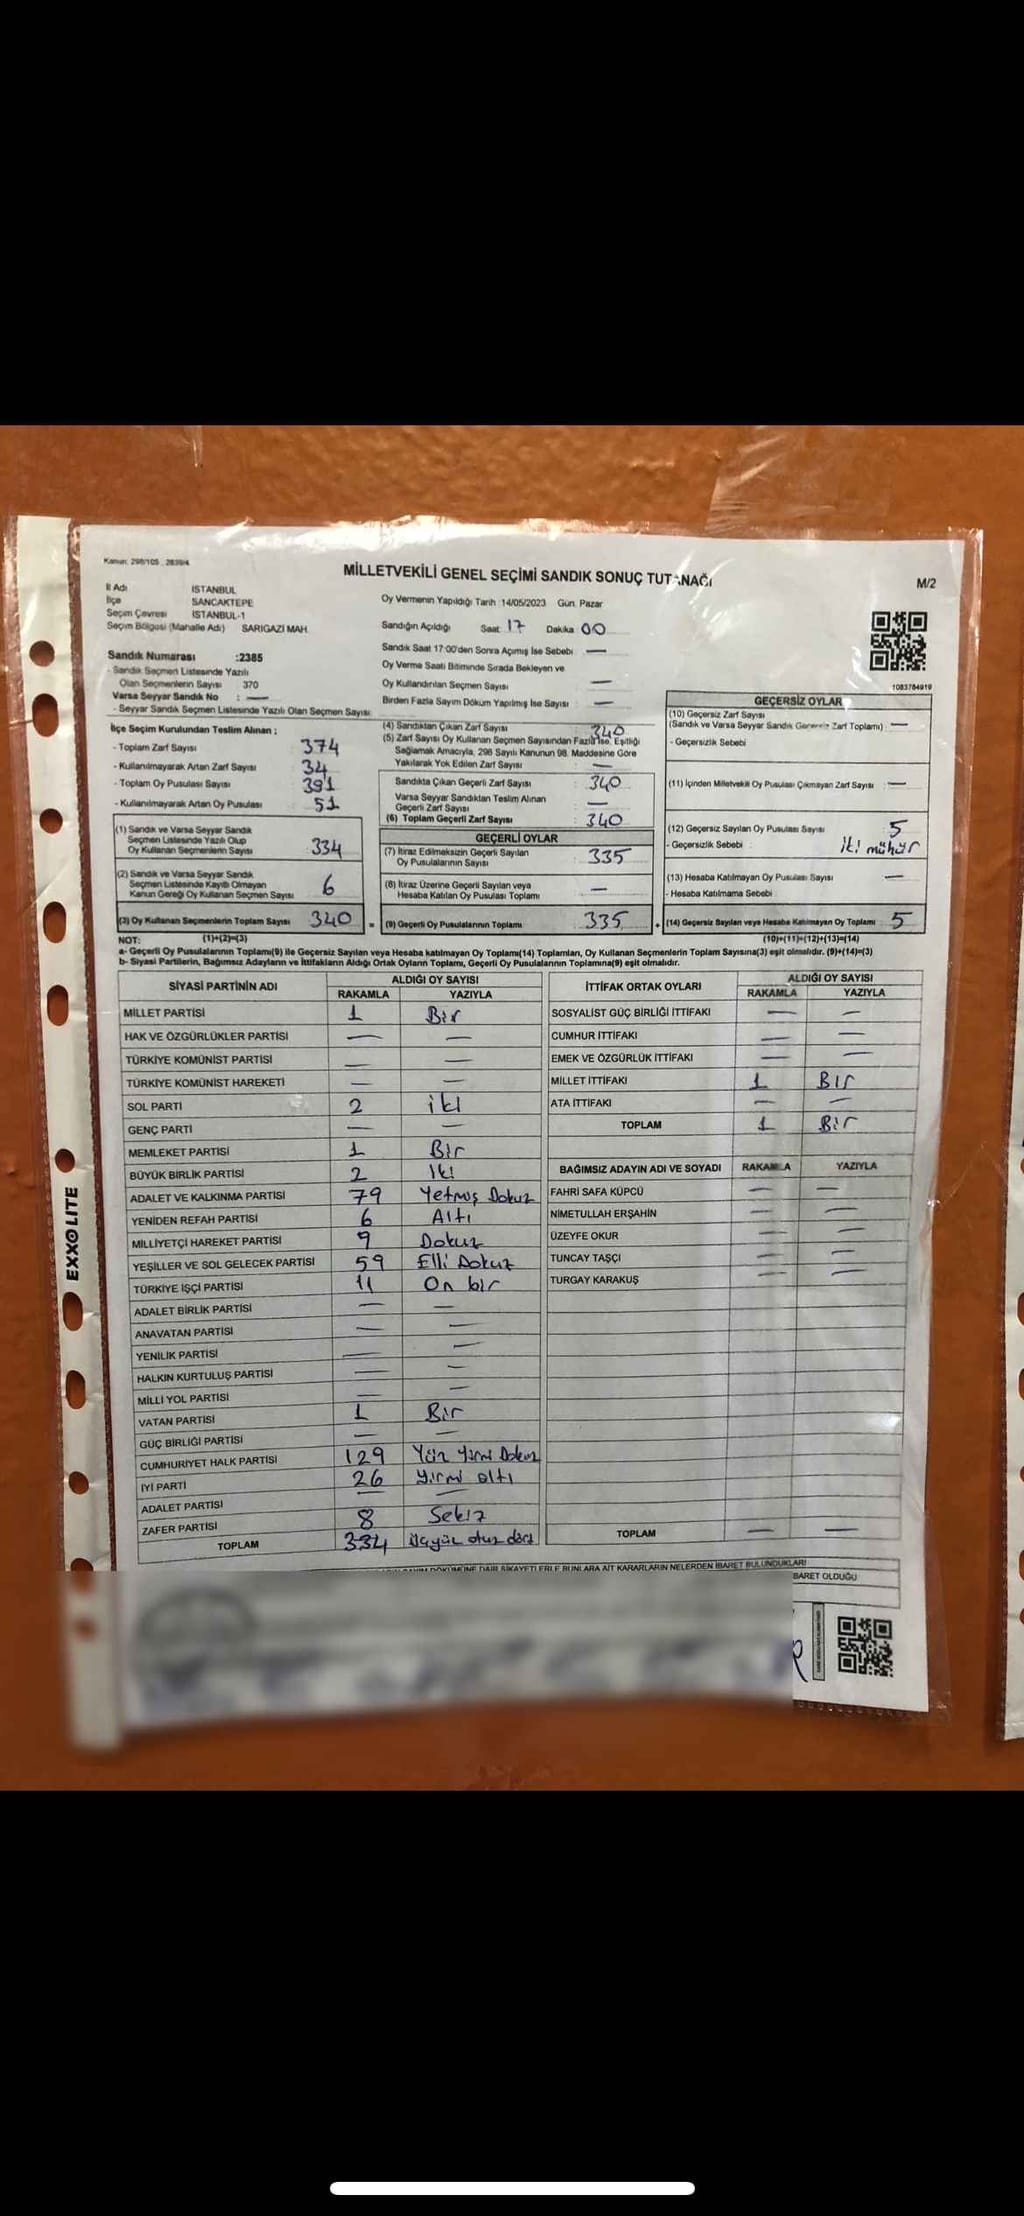 Kanun: 298/105 , 2839/4
MİLLETVEKİLİ GENEL SEÇİMİ SANDIK SONUÇ TUTANAĞI
M/2
İl Adı İSTANBUL
İlçe SANCAKTEPE
Seçim Çevresi İSTANBUL-1
Seçim Bölgesi (Mahalle Adı) SARIGAZİ MAH.
Sandık Numarası :2385
- Sandık Seçmen Listesinde Yazılı
Olan Seçmenlerin Sayısı 370
Varsa Seyyar Sandık No : —
- Seyyar Sandık Seçmen Listesinde Yazılı Olan Seçmen Sayısı:
Oy Vermenin Yapıldığı Tarih :14/05/2023 Gün: Pazar
Sandığın Açıldığı Saat: 17 Dakika 00
Sandık Saat 17:00'den Sonra Açılmış İse Sebebi : —
Oy Verme Saati Bitiminde Sırada Bekleyen ve
Oy Kullandırılan Seçmen Sayısı : —
Birden Fazla Sayım Döküm Yapılmış İse Sayısı : —
1083784919
İlçe Seçim Kurulundan Teslim Alınan ;
- Toplam Zarf Sayısı : 374
- Kullanılmayarak Artan Zarf Sayısı : 34
- Toplam Oy Pusulası Sayısı : 391
- Kullanılmayarak Artan Oy Pusulası : 51
(1) Sandık ve Varsa Seyyar Sandık
Seçmen Listesinde Yazılı Olup
Oy Kullanan Seçmenlerin Sayısı : 334
(2) Sandık ve Varsa Seyyar Sandık
Seçmen Listesinde Kayıtlı Olmayan
Kanun Gereği Oy Kullanan Seçmen Sayısı : 6
(3) Oy Kullanan Seçmenlerin Toplam Sayısı : 340 =
(1)+(2)=(3)
(4) Sandıktan Çıkan Zarf Sayısı : 340
(5) Zarf Sayısı Oy Kullanan Seçmen Sayısından Fazla İse, Eşitliği
Sağlamak Amacıyla, 298 Sayılı Kanunun 98. Maddesine Göre
Yakılarak Yok Edilen Zarf Sayısı : —
Sandıkta Çıkan Geçerli Zarf Sayısı : 340
Varsa Seyyar Sandıktan Teslim Alınan
Geçerli Zarf Sayısı : —
(6) Toplam Geçerli Zarf Sayısı : 340
GEÇERLİ OYLAR
(7) İtiraz Edilmeksizin Geçerli Sayılan
Oy Pusulalarının Sayısı : 335
(8) İtiraz Üzerine Geçerli Sayılan veya
Hesaba Katılan Oy Pusulası Toplamı : —
(9) Geçerli Oy Pusulalarının Toplamı : 335 +
GEÇERSİZ OYLAR
(10) Geçersiz Zarf Sayısı
(Sandık ve Varsa Seyyar Sandık Geçersiz Zarf Toplamı) : —
- Geçersizlik Sebebi :
(11) İçinden Milletvekili Oy Pusulası Çıkmayan Zarf Sayısı : —
(12) Geçersiz Sayılan Oy Pusulası Sayısı : 5
- Geçersizlik Sebebi : iki mühür
(13) Hesaba Katılmayan Oy Pusulası Sayısı : —
- Hesaba Katılmama Sebebi :
(14) Geçersiz Sayılan veya Hesaba Katılmayan Oy Toplamı : 5
(10)+(11)+(12)+(13)=(14)
NOT:
a- Geçerli Oy Pusulalarının Toplamı(9) ile Geçersiz Sayılan veya Hesaba katılmayan Oy Toplamı(14) Toplamları, Oy Kullanan Seçmenlerin Toplam Sayısına(3) eşit olmalıdır. (9)+(14)=(3)
b- Siyasi Partilerin, Bağımsız Adayların ve İttifakların Aldığı Ortak Oyların Toplamı, Geçerli Oy Pusulalarının Toplamına(9) eşit olmalıdır.
SİYASİ PARTİNİN ADI ALDIĞI OY SAYISI
RAKAMLA YAZIYLA
MİLLET PARTİSİ 1 Bir
HAK VE ÖZGÜRLÜKLER PARTİSİ — —
TÜRKİYE KOMÜNİST PARTİSİ — —
TÜRKİYE KOMÜNİST HAREKETİ — —
SOL PARTİ 2 iki
GENÇ PARTİ — —
MEMLEKET PARTİSİ 1 Bir
BÜYÜK BİRLİK PARTİSİ 2 İki
ADALET VE KALKINMA PARTİSİ 79 Yetmiş Dokuz
YENİDEN REFAH PARTİSİ 6 Altı
MİLLİYETÇİ HAREKET PARTİSİ 9 Dokuz
YEŞİLLER VE SOL GELECEK PARTİSİ 59 Elli Dokuz
TÜRKİYE İŞÇİ PARTİSİ 11 On bir
ADALET BİRLİK PARTİSİ — —
ANAVATAN PARTİSİ — —
YENİLİK PARTİSİ — —
HALKIN KURTULUŞ PARTİSİ — —
MİLLİ YOL PARTİSİ — —
VATAN PARTİSİ 1 Bir
GÜÇ BİRLİĞİ PARTİSİ — —
CUMHURİYET HALK PARTİSİ 129 Yüz Yirmi Dokuz
İYİ PARTİ 26 Yirmi altı
ADALET PARTİSİ — —
ZAFER PARTİSİ 8 Sekiz
TOPLAM 334 Üçyüz otuz dört
İTTİFAK ORTAK OYLARI ALDIĞI OY SAYISI
RAKAMLA YAZIYLA
SOSYALİST GÜÇ BİRLİĞİ İTTİFAKI — —
CUMHUR İTTİFAKI — —
EMEK VE ÖZGÜRLÜK İTTİFAKI — —
MİLLET İTTİFAKI 1 Bir
ATA İTTİFAKI — —
TOPLAM 1 Bir
BAĞIMSIZ ADAYIN ADI VE SOYADI RAKAMLA YAZIYLA
FAHRİ SAFA KÜPCÜ — —
NİMETULLAH ERŞAHİN — —
ÜZEYFE OKUR — —
TUNCAY TAŞÇI — —
TURGAY KARAKUŞ — —
TOPLAM — —
DÖKÜMÜNE DAİR ŞİKAYETLERLE BUNLARA AİT KARARLARIN NELERDEN İBARET BULUNDUKLARI
BARET OLDUĞU
EXXOLITE